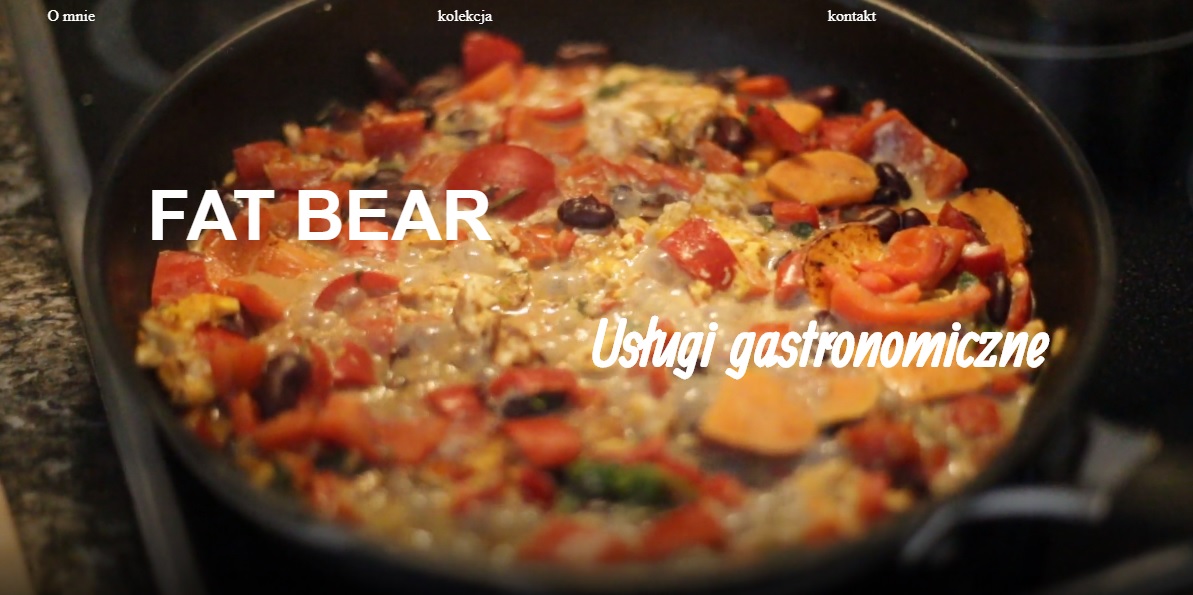 O mnie
kolekcja
kontakt
FAT BEAR
Usługi gastronomiczne